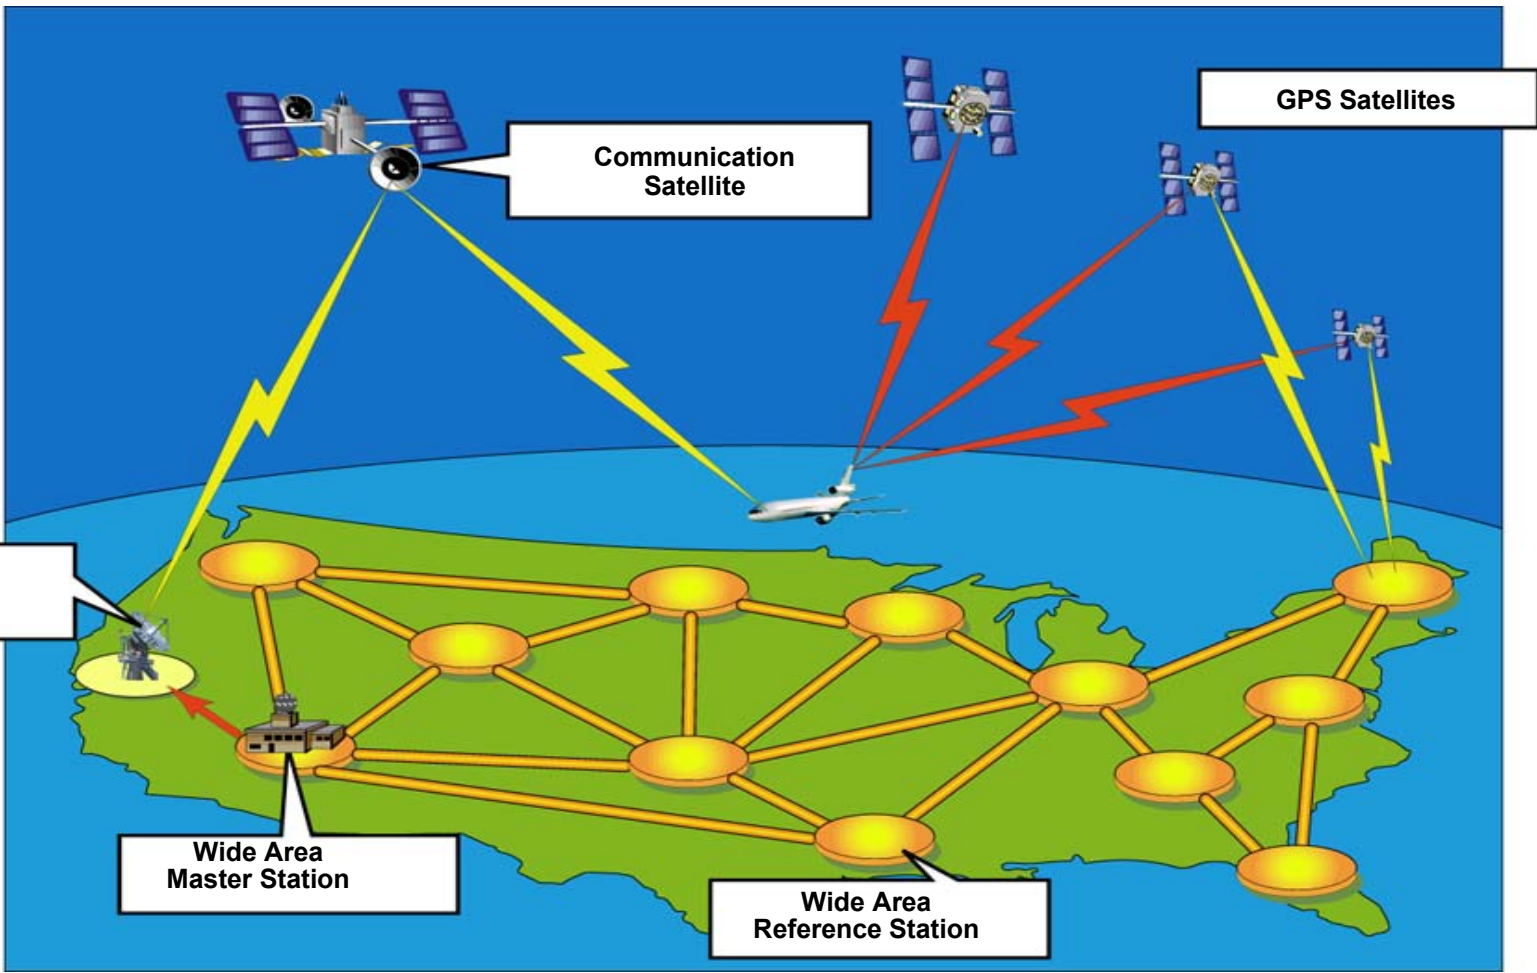 GPS Satellites
Communication
Satellite
Wide Area
Master Station
Wide Area
Reference Station